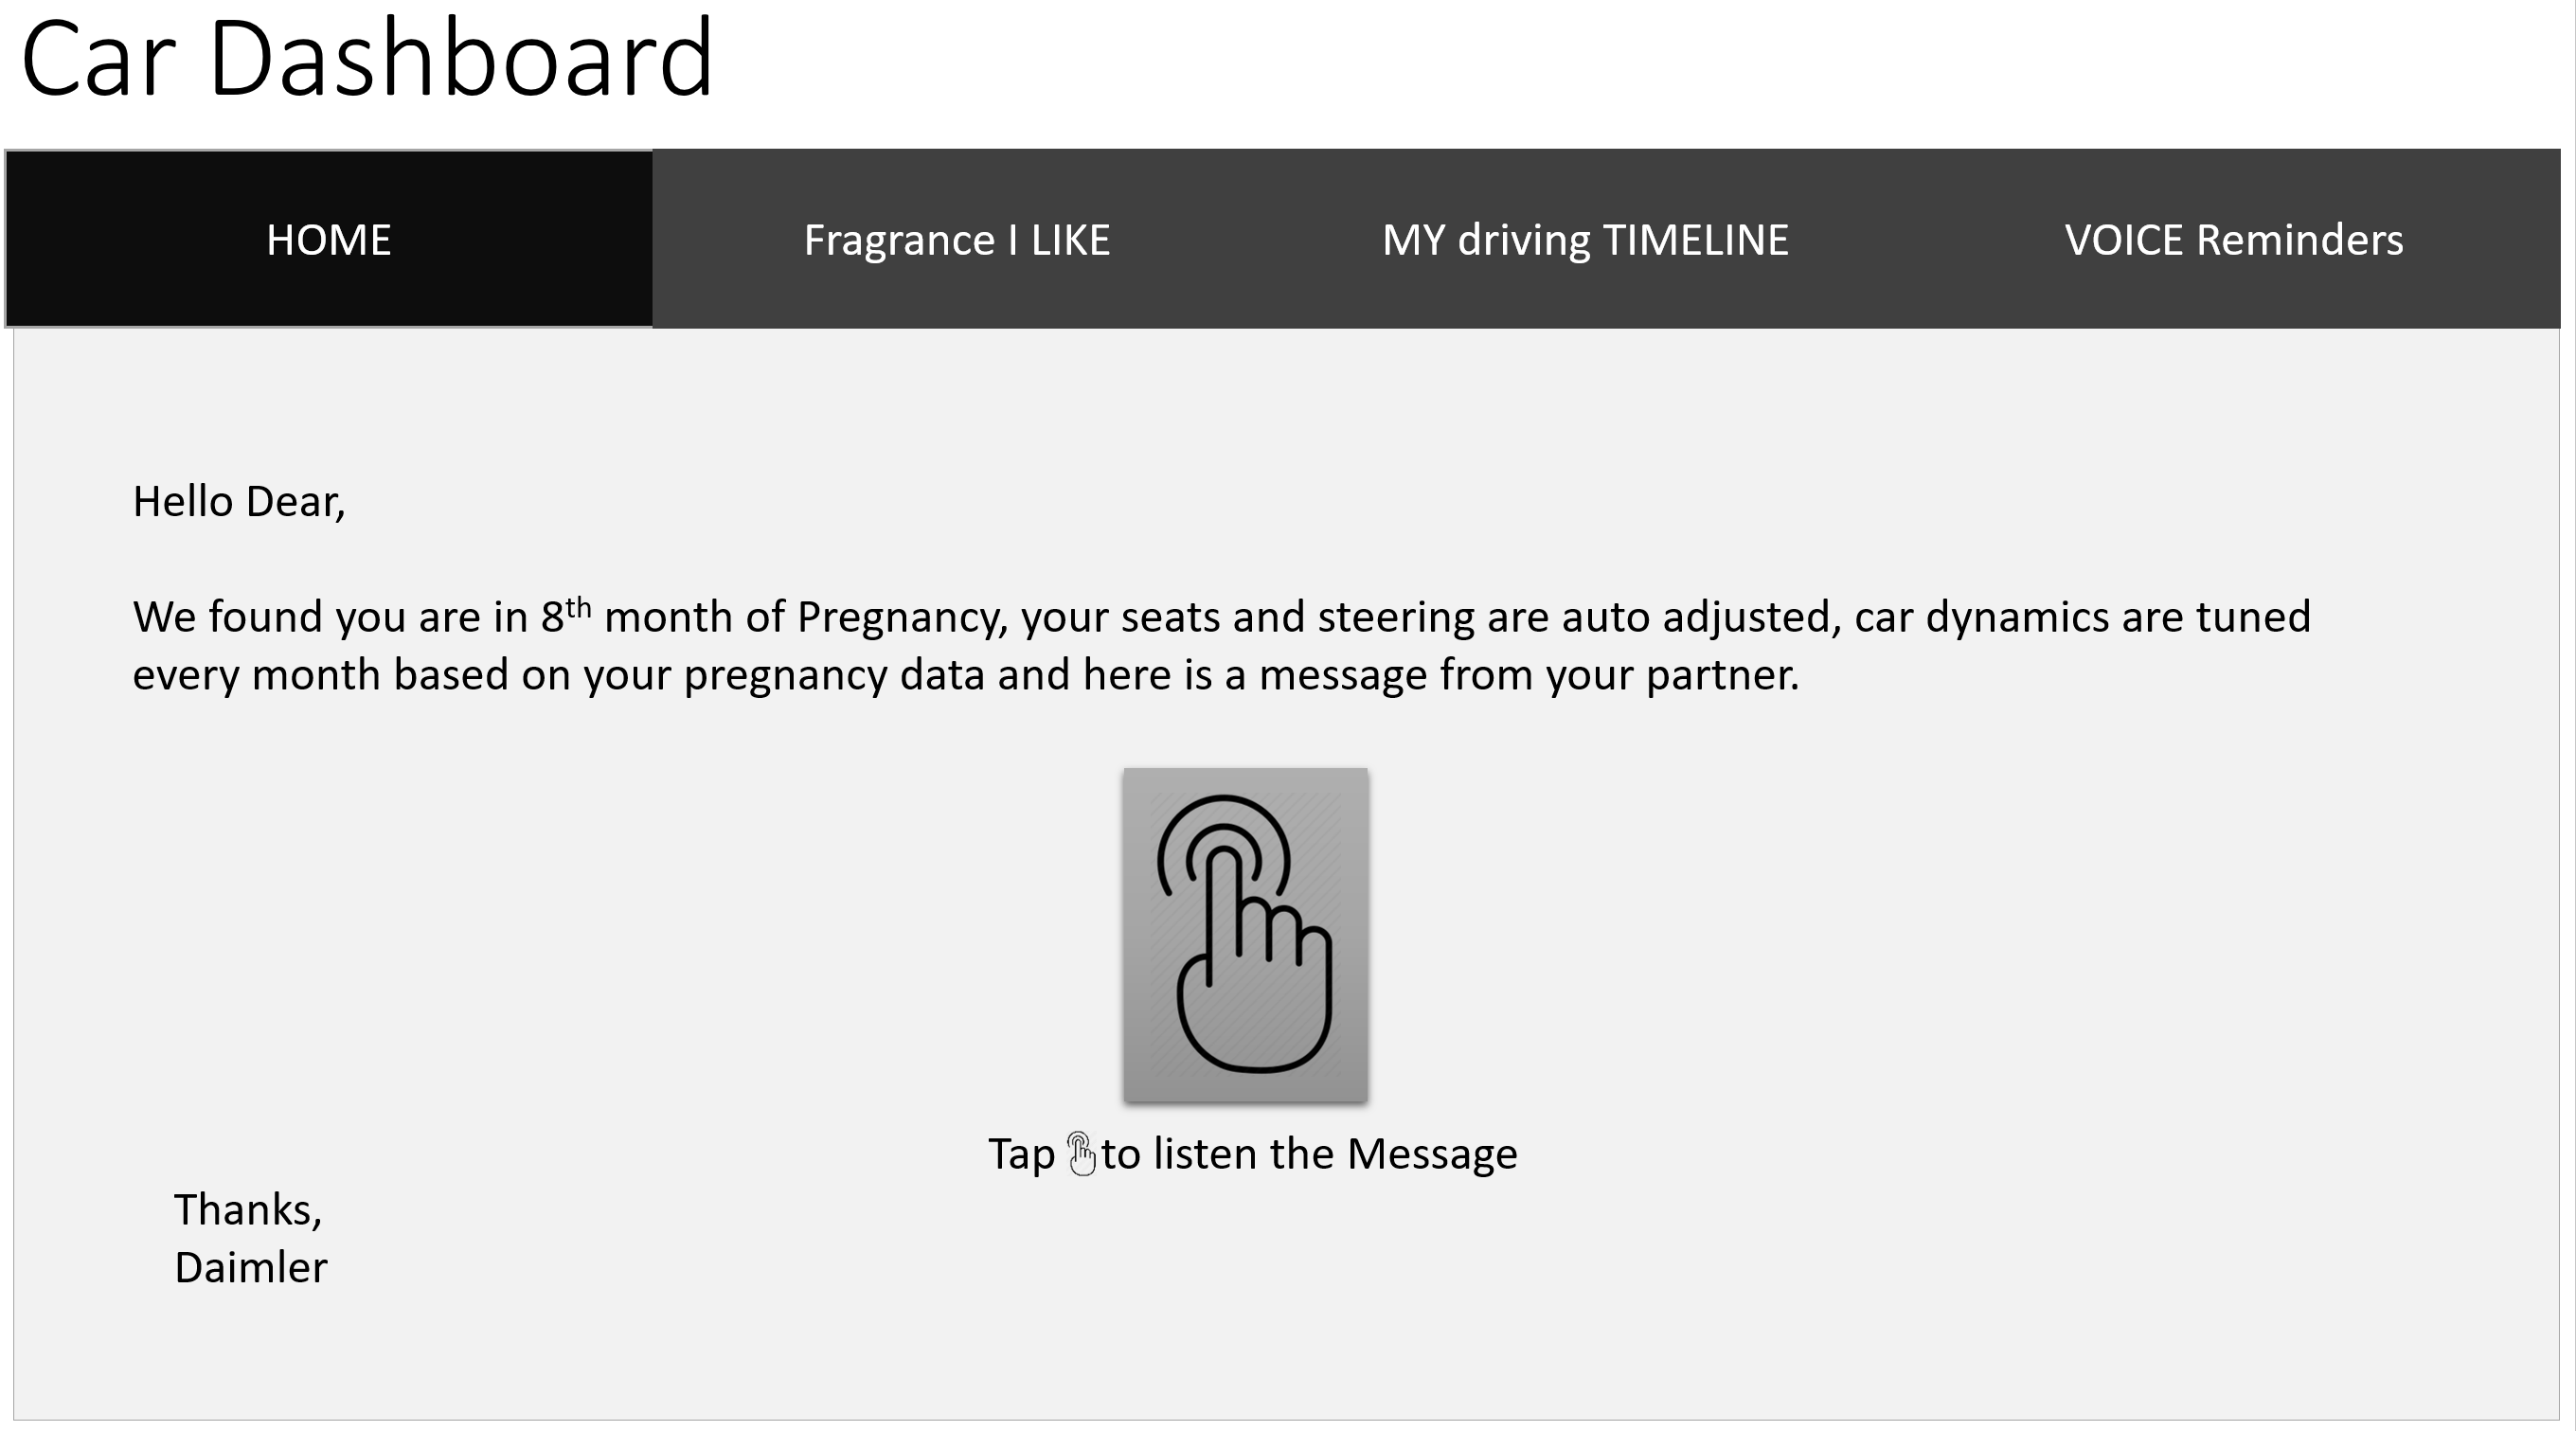 Car Dashboard
HOME
Fragrance I LIKE
MY driving TIMELINE
VOICE Reminders
Hello Dear,
We found you are in 8th month of Pregnancy, your seats and steering are auto adjusted, car dynamics are tuned
every month based on your pregnancy data and here is a message from your partner.
Tap to listen the Message
Thanks,
Daimler